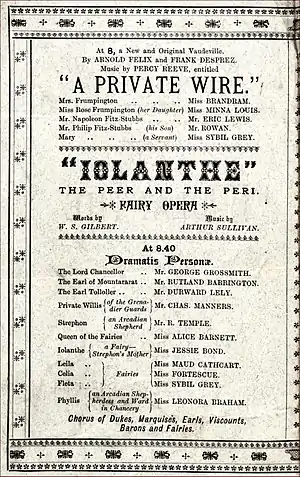 At 8, a New and Original Vaudeville.
By ARNOLD FELIX and FRANK DESPREZ.
Music by PERCY REEVE, entitled
"A PRIVATE WIRE."
Mrs. Frumpington .. .. .. Miss BRANDRAM.
Miss Rose Frumpington (her Daughter) Miss MINNA LOUIS.
Mr. Napoleon Fitz-Stubbs .. .. Mr. ERIC LEWIS.
Mr. Philip Fitz-Stubbs (his Son) Mr. ROWAN.
Mary .. .. .. (a Servant) Miss SYBIL GREY.
"IOLANTHE"
THE PEER AND THE PERI.
FAIRY OPERA
Words by Music by
W. S. GILBERT. ARTHUR SULLIVAN.
At 8.40
Dramatis Personæ.
The Lord Chancellor .. Mr. GEORGE GROSSMITH.
The Earl of Mountararat .. Mr. RUTLAND BARRINGTON.
The Earl Tolloller .. Mr. DURWARD LELY.
Private Willis {of the Grena-
dier Guards} Mr. CHAS. MANNERS.
Strephon {an Arcadian
Shepherd} Mr. R. TEMPLE.
Queen of the Fairies .. Miss ALICE BARNETT.
Iolanthe {a Fairy—
Strephon's Mother} Miss JESSIE BOND.
Leila .. Miss MAUD CATHCART.
Celia Fairies Miss FORTESCUE.
Fleta .. Miss SYBIL GREY.
Phyllis {an Arcadian Shep-
herdess and Ward
in Chancery} Miss LEONORA BRAHAM.
Chorus of Dukes, Marquises, Earls, Viscounts,
Barons and Fairies.